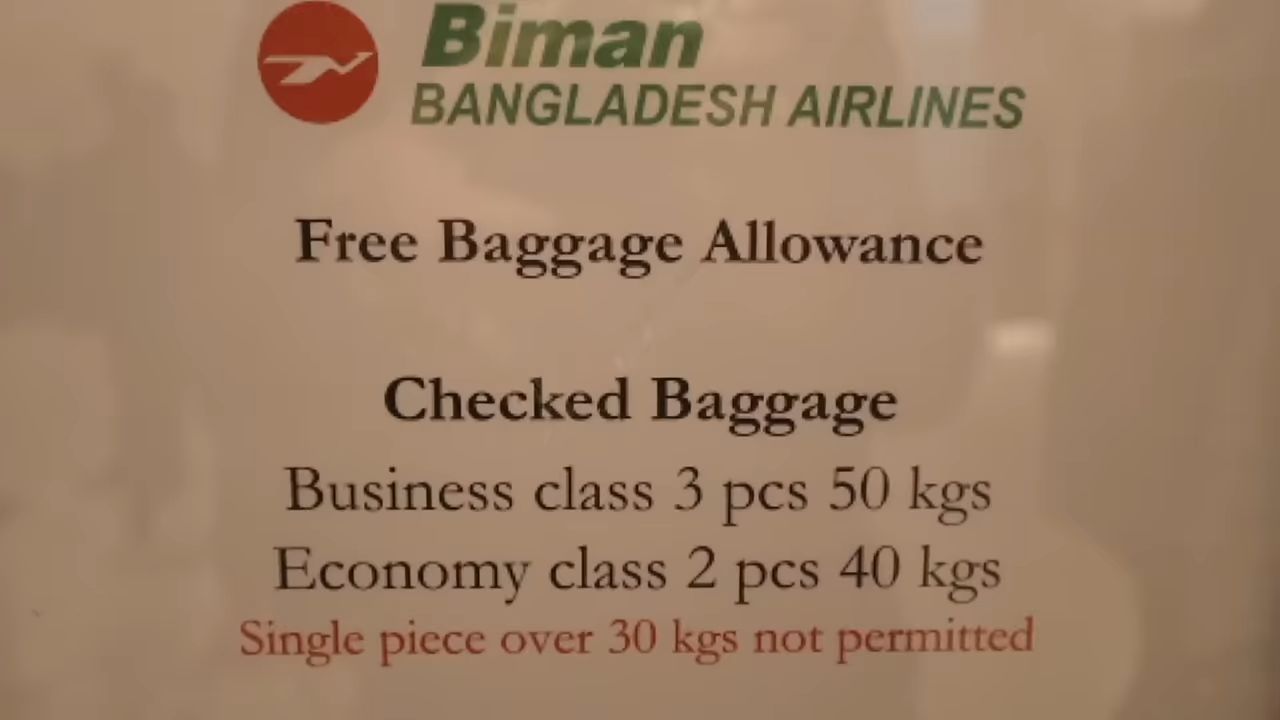 Biman
BANGLADESH AIRLINES
Free Baggage Allowance
Checked Baggage
Business class 3 pcs 50 kgs
Economy class 2 pcs 40 kgs
Single piece over 30 kgs not permitted